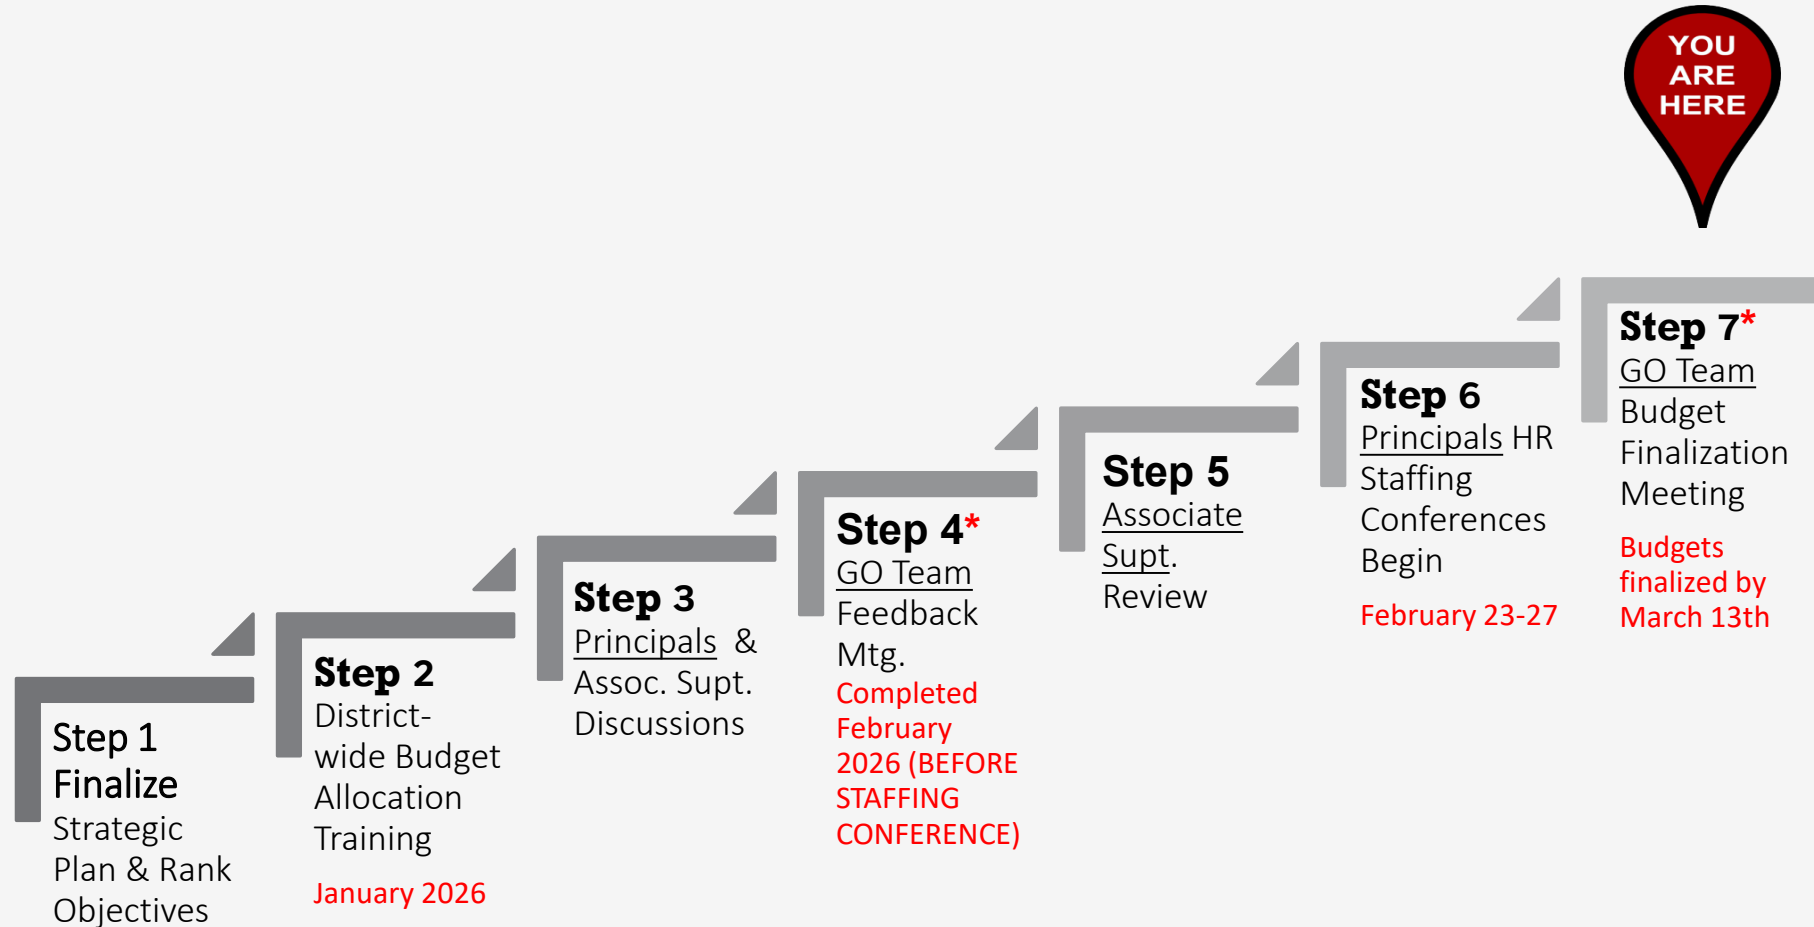 YOU
ARE
HERE
Step 1
Finalize
Strategic
Plan & Rank
Objectives
Step 2
District-
wide Budget
Allocation
Training
January 2026
Step 3
Principals & 
Assoc. Supt.
Discussions
Step 4*
GO Team
Feedback
Mtg.
Completed
February
2026 (BEFORE
STAFFING
CONFERENCE)
Step 5
Associate
Supt.
Review
Step 6
Principals HR
Staffing
Conferences
Begin
February 23-27
Step 7*
GO Team
Budget
Finalization
Meeting
Budgets
finalized by
March 13th